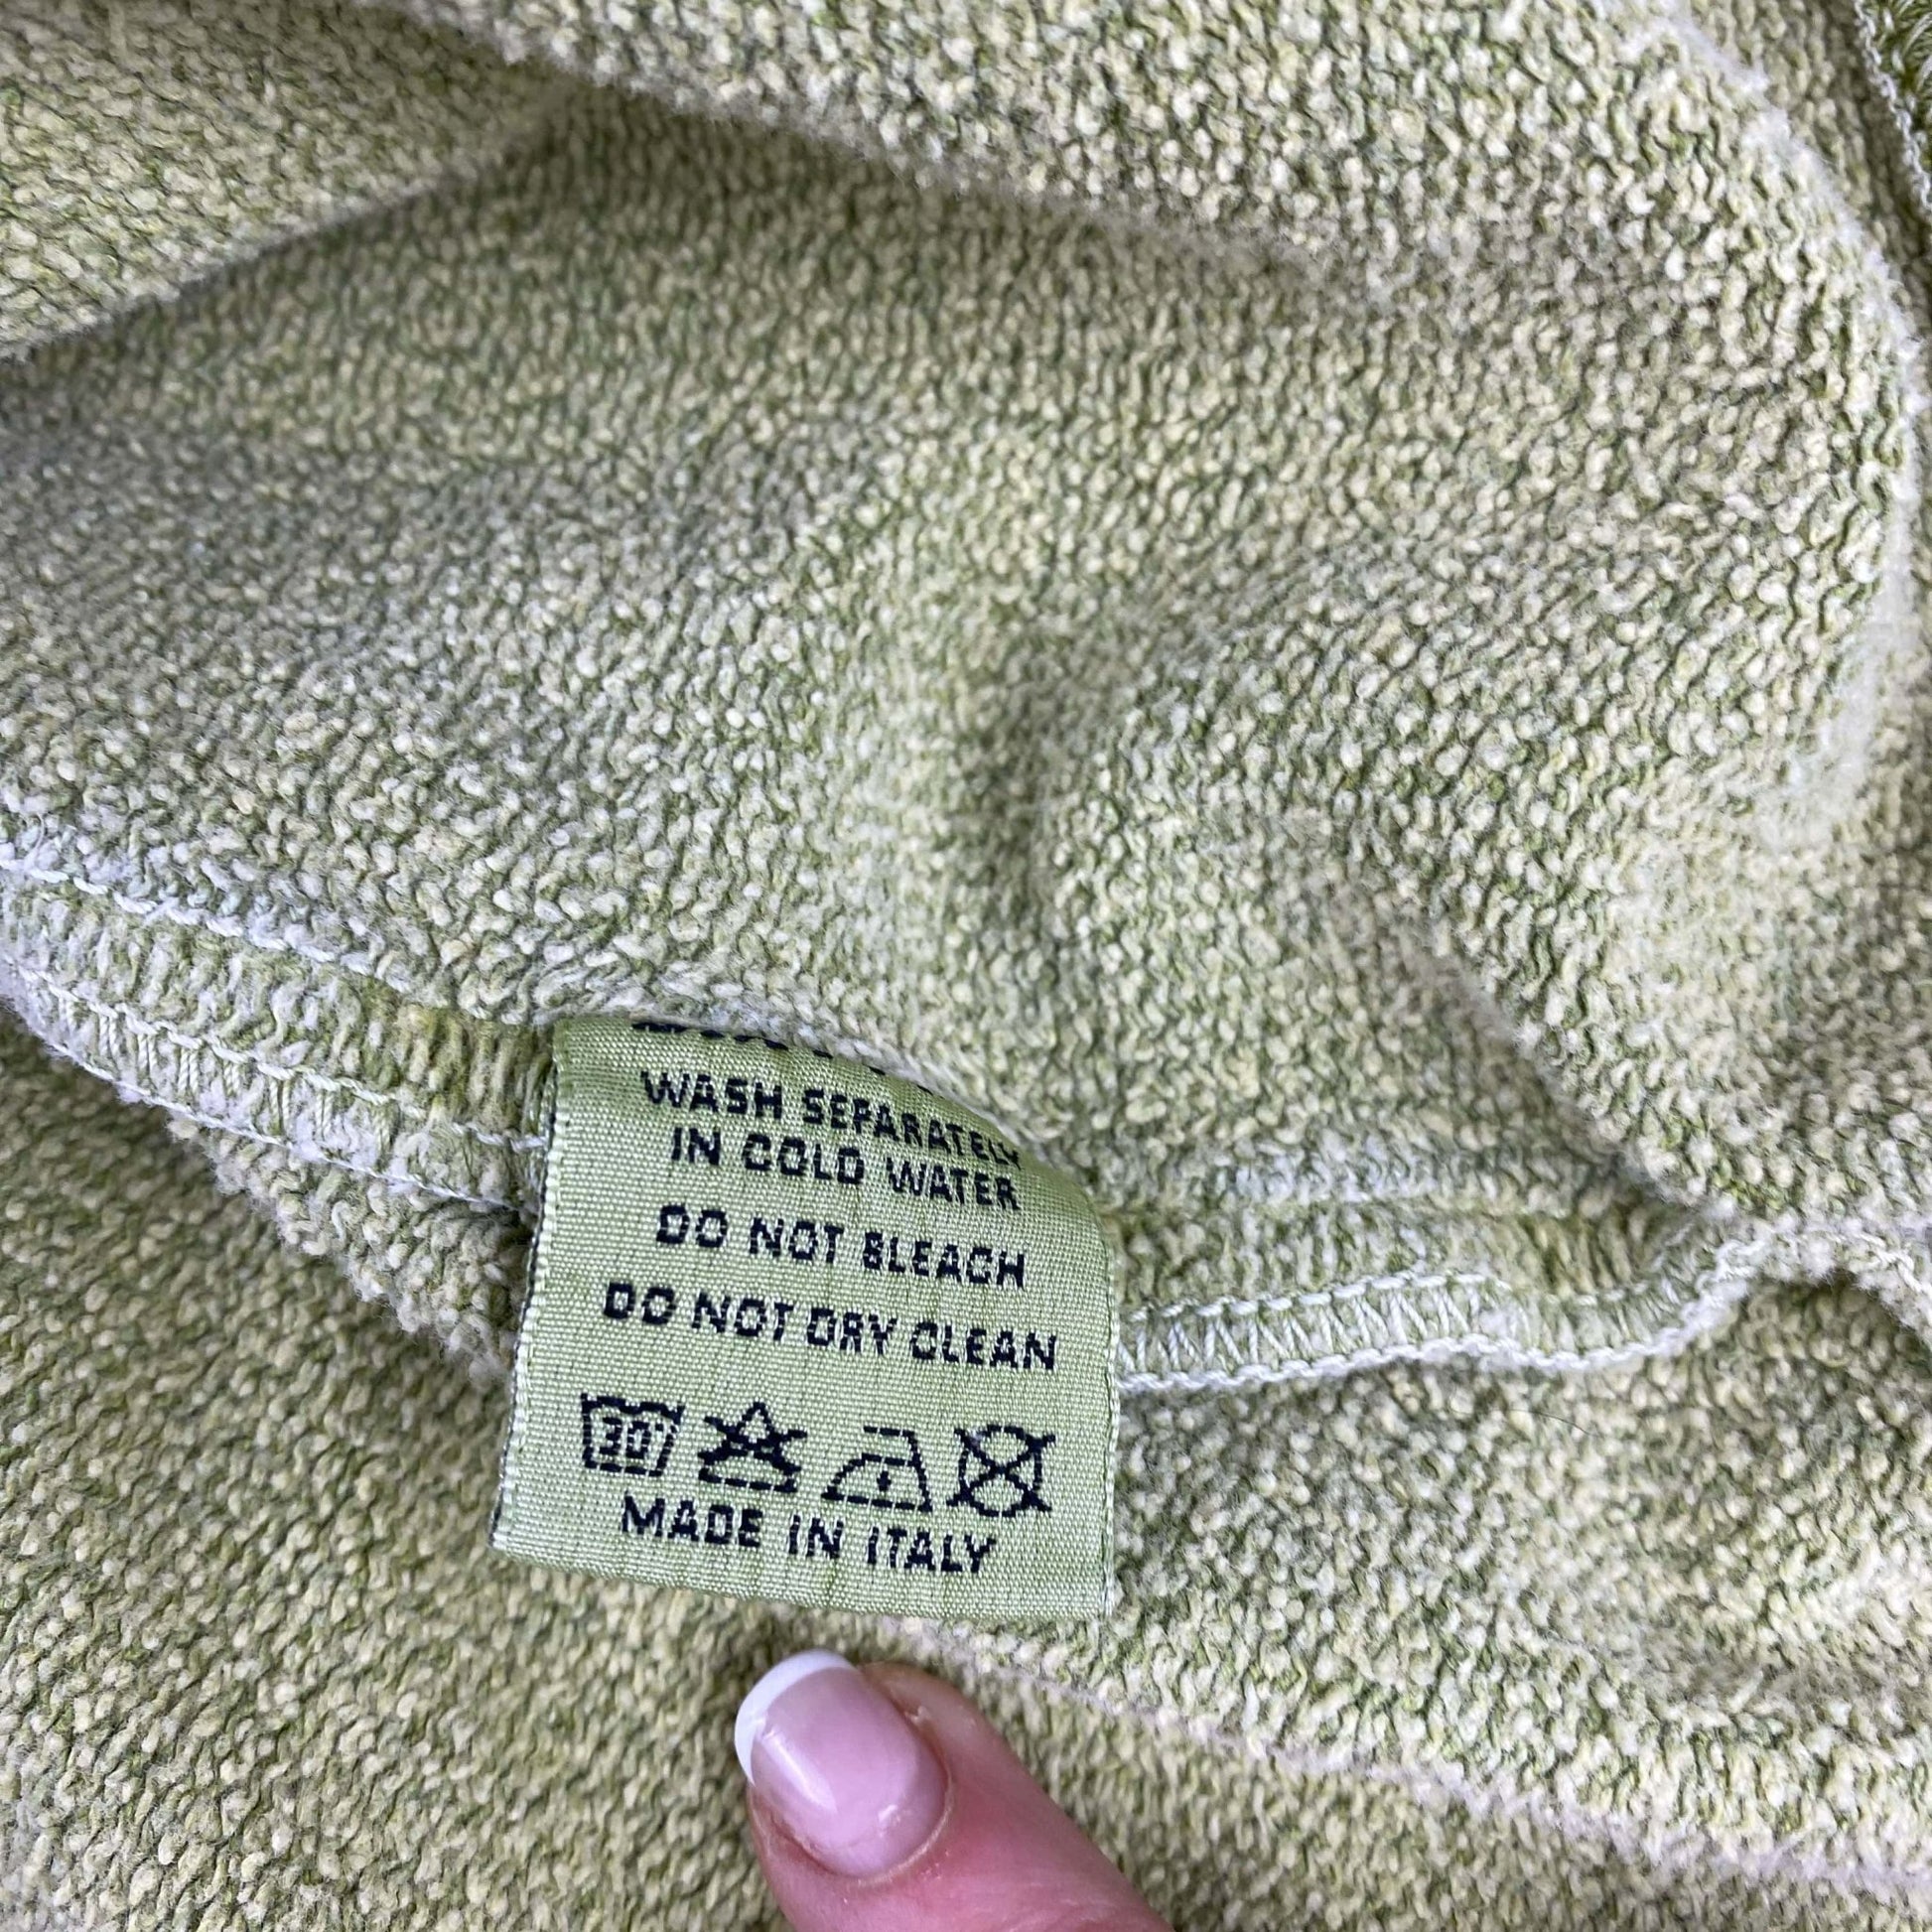 WASH SEPARATELY
IN COLD WATER
DO NOT BLEACH
DO NOT DRY CLEAN
30°
MADE IN ITALY